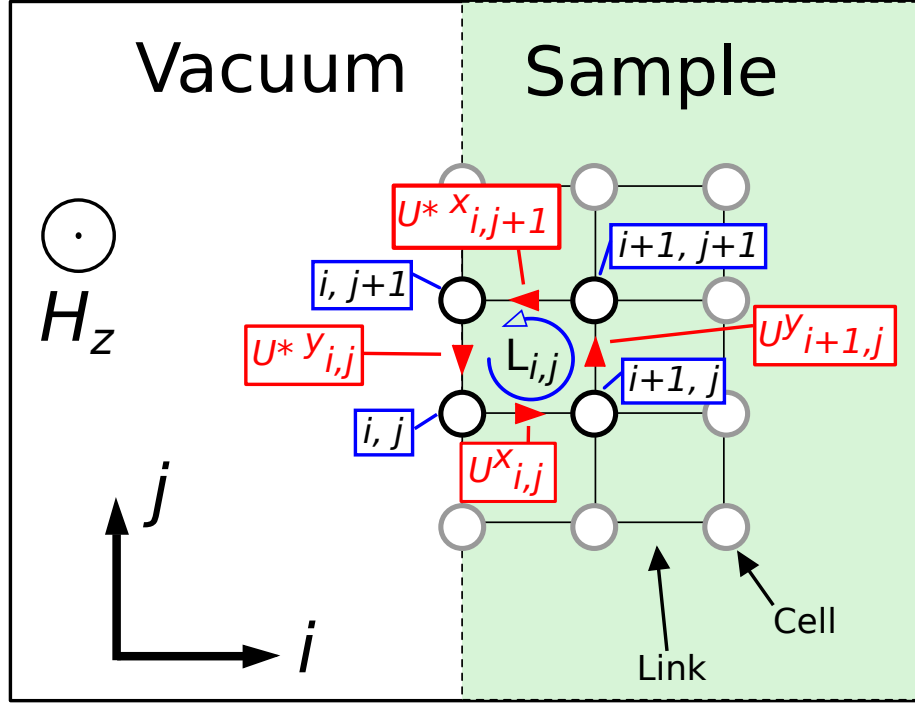 Vacuum
Sample
U* x i,j+1
i+1, j+1
i, j+1
H z
U* y i,j
L i,j
U y i+1,j
i+1, j
i, j
U x i,j
j
i
Cell
Link